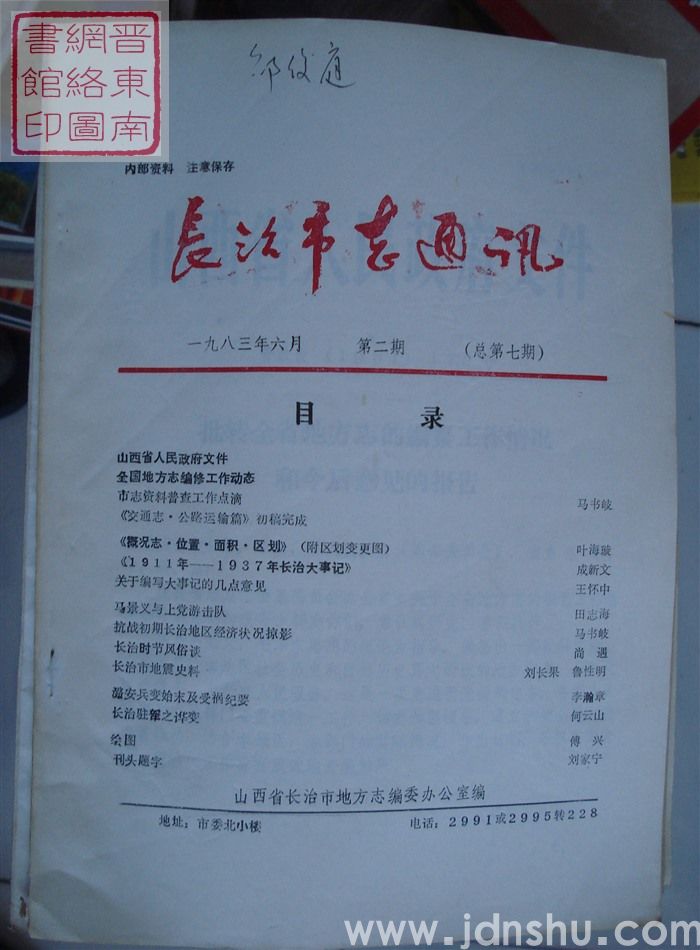 晋东南
網絡圖
書館印
邹俊庭
内部资料 注意保存
長治市志通讯
一九八三年六月 第二期 (总第七期)
目录
山西省人民政府文件
全国地方志编修工作动态
市志资料普查工作点滴 马书岐
《交通志·公路运输篇》初稿完成
《概况志·位置·面积·区划》(附区划变更图) 叶海璇
《1911年——1937年长治大事记》 成新文
关于编写大事记的几点意见 王怀中
马景义与上党游击队 田志海
抗战初期长治地区经济状况掠影 马书岐
长治时节风俗谈 尚遇
长治市地震史料 刘长果 鲁性明
潞安兵变始末及受祸纪要 李瀚章
长治驻军之谇变 何云山
绘图 傅兴
刊头题字 刘家宁
山西省长治市地方志编委办公室编
地址:市委北小楼 电话:2991或2995转228
www.jdnshu.com